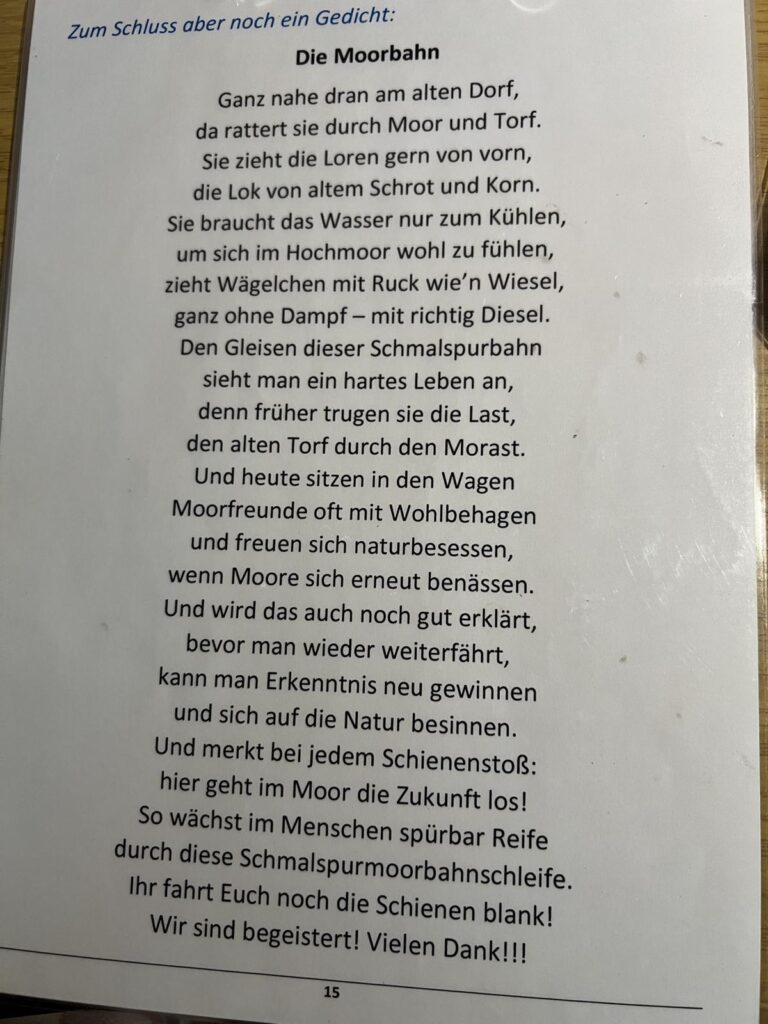 Zum Schluss aber noch ein Gedicht:
Die Moorbahn
Ganz nahe dran am alten Dorf,
da rattert sie durch Moor und Torf.
Sie zieht die Loren gern von vorn,
die Lok von altem Schrot und Korn.
Sie braucht das Wasser nur zum Kühlen,
um sich im Hochmoor wohl zu fühlen,
zieht Wägelchen mit Ruck wie’n Wiesel,
ganz ohne Dampf – mit richtig Diesel.
Den Gleisen dieser Schmalspurbahn
sieht man ein hartes Leben an,
denn früher trugen sie die Last,
den alten Torf durch den Morast.
Und heute sitzen in den Wagen
Moorfreunde oft mit Wohlbehagen
und freuen sich naturbesessen,
wenn Moore sich erneut benässen.
Und wird das auch noch gut erklärt,
bevor man wieder weiterfährt,
kann man Erkenntnis neu gewinnen
und sich auf die Natur besinnen.
Und merkt bei jedem Schienenstoß:
hier geht im Moor die Zukunft los!
So wächst im Menschen spürbar Reife
durch diese Schmalspurmoorbahnschleife.
Ihr fahrt Euch noch die Schienen blank!
Wir sind begeistert! Vielen Dank!!!
15